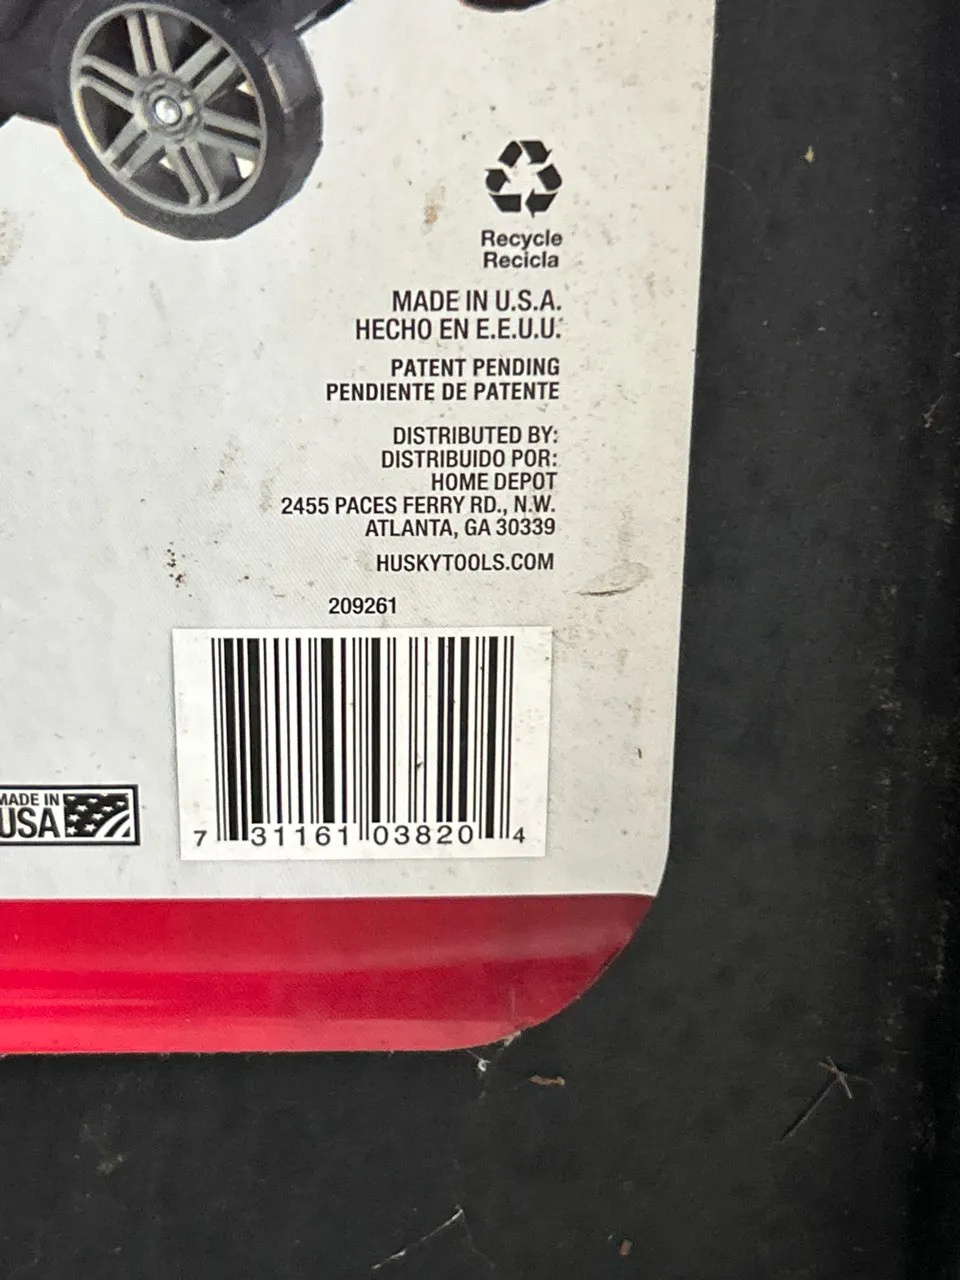 Recycle
Recicla
MADE IN U.S.A.
HECHO EN E.E.U.U.
PATENT PENDING
PENDIENTE DE PATENTE
DISTRIBUTED BY:
DISTRIBUIDO POR:
HOME DEPOT
2455 PACES FERRY RD., N.W.
ATLANTA, GA 30339
HUSKYTOOLS.COM
209261
MADE IN
USA
7 31161 03820 4